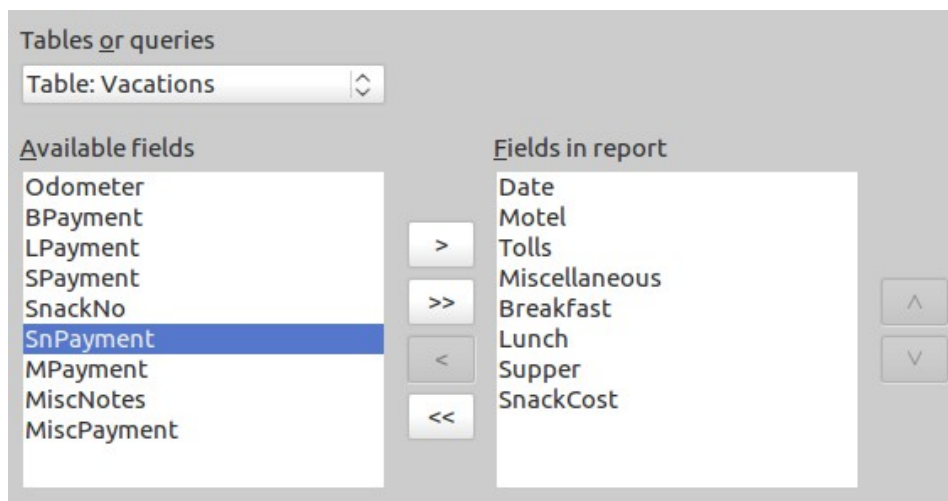 Tables or queries
Table: Vacations
Available fields
Odometer
BPayment
LPayment
SPayment
SnackNo
SnPayment
MPayment
MiscNotes
MiscPayment
>
>>
<
<<
Fields in report
Date
Motel
Tolls
Miscellaneous
Breakfast
Lunch
Supper
SnackCost